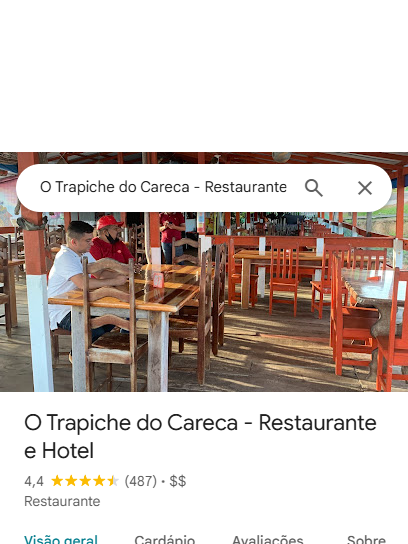 O Trapiche do Careca - Restaurante
O Trapiche do Careca - Restaurante
e Hotel
4,4 (487) • $$
Restaurante
Visão geral Cardápio Avaliações Sobre